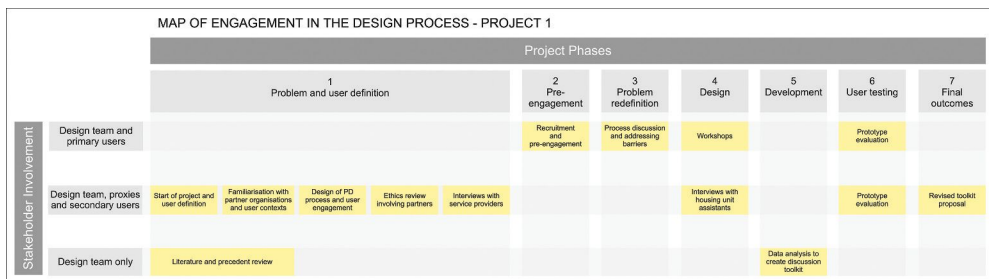 MAP OF ENGAGEMENT IN THE DESIGN PROCESS - PROJECT 1
Project Phases
1
Problem and user definition
2
Pre-
engagement
3
Problem
redefinition
4
Design
5
Development
6
User testing
7
Final
outcomes
Stakeholder Involvement
Design team and
primary users
Recruitment
and
pre-engagement
Process discussion
and addressing
barriers
Workshops
Prototype
evaluation
Design team, proxies
and secondary users
Start of project and
user definition
Familiarisation with
partner organisations
and user contexts
Design of PD
process and user
engagement
Ethics review
involving partners
Interviews with
service providers
Interviews with
housing unit
assistants
Prototype
evaluation
Revised toolkit
proposal
Design team only
Literature and precedent review
Data analysis to
create discussion
toolkit